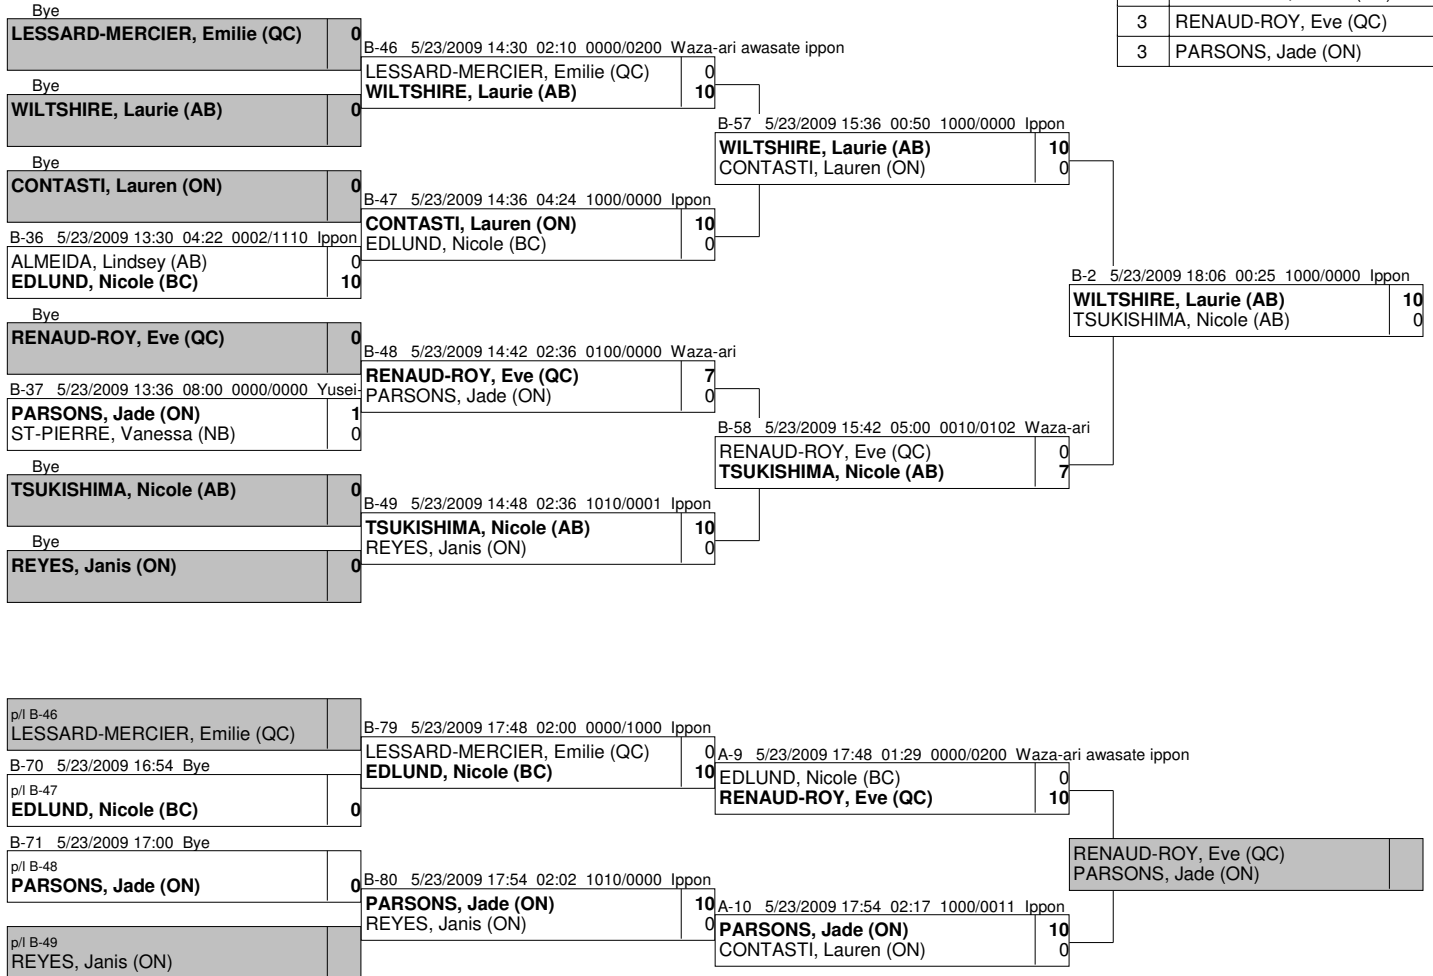 3 RENAUD-ROY, Eve (QC)
3 PARSONS, Jade (ON)
Bye
LESSARD-MERCIER, Emilie (QC) 0
Bye
WILTSHIRE, Laurie (AB) 0
Bye
CONTASTI, Lauren (ON) 0
B-36 5/23/2009 13:30 04:22 0002/1110 Ippon
ALMEIDA, Lindsey (AB) 0
EDLUND, Nicole (BC) 10
Bye
RENAUD-ROY, Eve (QC) 0
B-37 5/23/2009 13:36 08:00 0000/0000 Yusei-
PARSONS, Jade (ON) 1
ST-PIERRE, Vanessa (NB) 0
Bye
TSUKISHIMA, Nicole (AB) 0
Bye
REYES, Janis (ON) 0
B-46 5/23/2009 14:30 02:10 0000/0200 Waza-ari awasate ippon
LESSARD-MERCIER, Emilie (QC) 0
WILTSHIRE, Laurie (AB) 10
B-47 5/23/2009 14:36 04:24 1000/0000 Ippon
CONTASTI, Lauren (ON) 10
EDLUND, Nicole (BC) 0
B-48 5/23/2009 14:42 02:36 0100/0000 Waza-ari
RENAUD-ROY, Eve (QC) 7
PARSONS, Jade (ON) 0
B-49 5/23/2009 14:48 02:36 1010/0001 Ippon
TSUKISHIMA, Nicole (AB) 10
REYES, Janis (ON) 0
B-57 5/23/2009 15:36 00:50 1000/0000 Ippon
WILTSHIRE, Laurie (AB) 10
CONTASTI, Lauren (ON) 0
B-58 5/23/2009 15:42 05:00 0010/0102 Waza-ari
RENAUD-ROY, Eve (QC) 0
TSUKISHIMA, Nicole (AB) 7
B-2 5/23/2009 18:06 00:25 1000/0000 Ippon
WILTSHIRE, Laurie (AB) 10
TSUKISHIMA, Nicole (AB) 0
p/l B-46
LESSARD-MERCIER, Emilie (QC)
B-70 5/23/2009 16:54 Bye
p/l B-47
EDLUND, Nicole (BC) 0
B-71 5/23/2009 17:00 Bye
p/l B-48
PARSONS, Jade (ON) 0
p/l B-49
REYES, Janis (ON)
B-79 5/23/2009 17:48 02:00 0000/1000 Ippon
LESSARD-MERCIER, Emilie (QC) 0
EDLUND, Nicole (BC) 10
B-80 5/23/2009 17:54 02:02 1010/0000 Ippon
PARSONS, Jade (ON) 10
REYES, Janis (ON) 0
A-9 5/23/2009 17:48 01:29 0000/0200 Waza-ari awasate ippon
EDLUND, Nicole (BC) 0
RENAUD-ROY, Eve (QC) 10
A-10 5/23/2009 17:54 02:17 1000/0011 Ippon
PARSONS, Jade (ON) 10
CONTASTI, Lauren (ON) 0
RENAUD-ROY, Eve (QC)
PARSONS, Jade (ON)